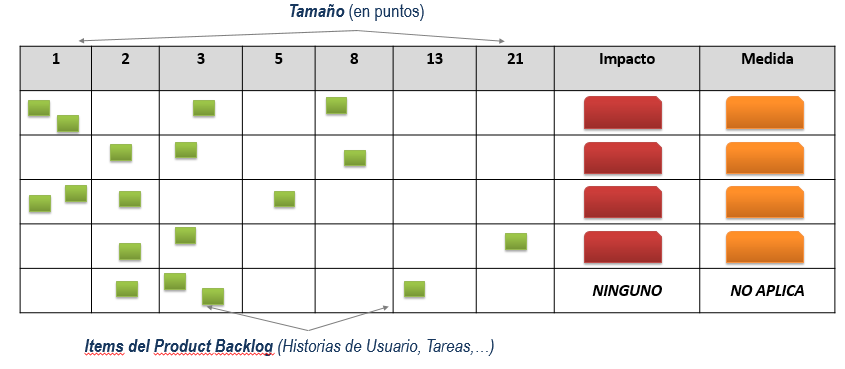 Tamaño (en puntos)
1 2 3 5 8 13 21 Impacto Medida
NINGUNO NO APLICA
Items del Product Backlog (Historias de Usuario, Tareas,…)